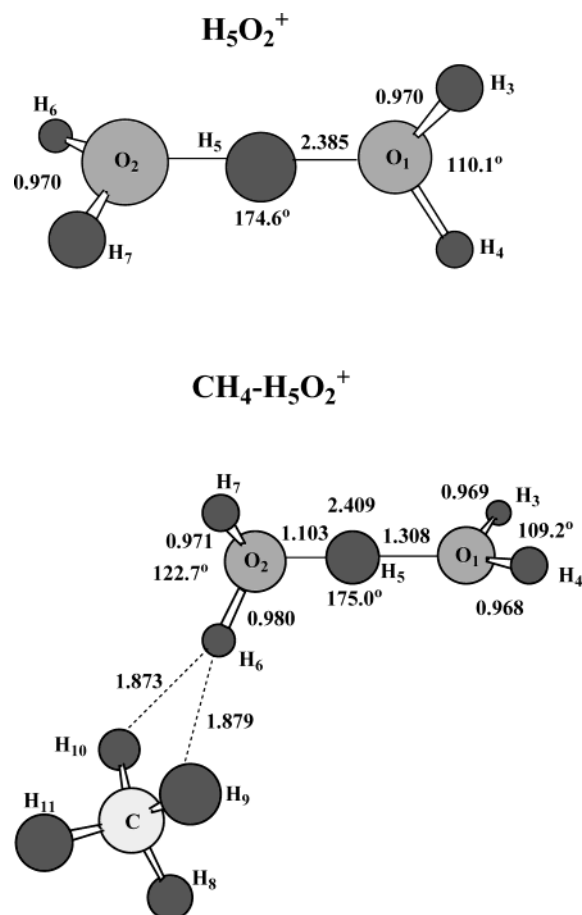 H₅O₂⁺
H₆
0.970
H₃
H₅
2.385
O₂
O₁
110.1°
0.970
174.6°
H₇
H₄
CH₄-H₅O₂⁺
H₇
2.409
0.969
H₃
0.971
1.103
1.308
109.2°
122.7°
O₂
O₁
H₅
H₄
175.0°
0.980
0.968
H₆
1.873
1.879
H₁₀
H₁₁
C
H₉
H₈